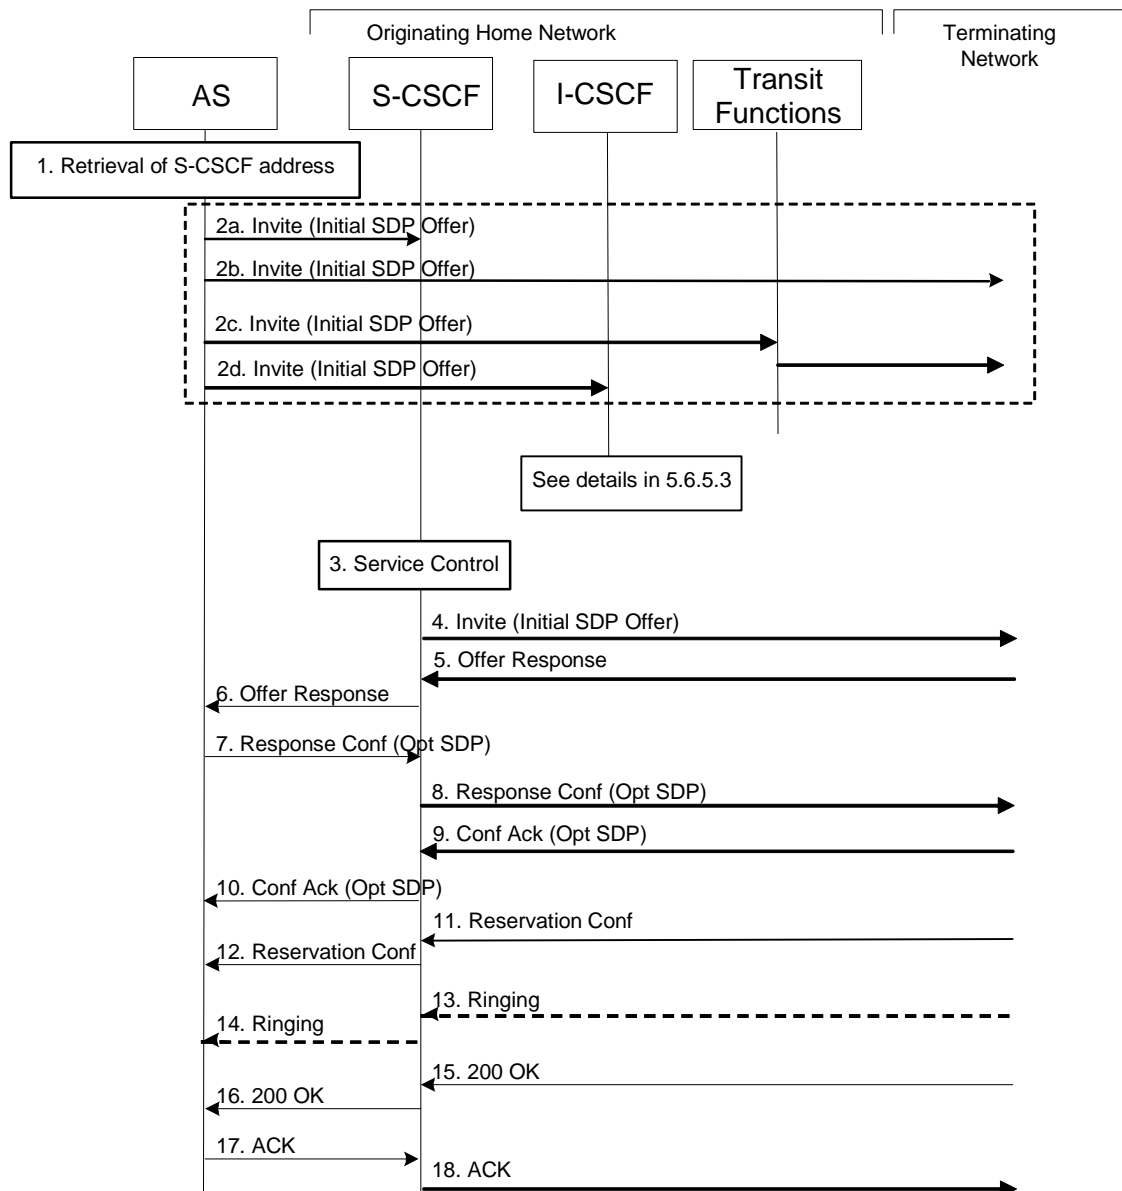 Originating Home Network
Terminating
Network
AS
S-CSCF
I-CSCF
Transit
Functions
1. Retrieval of S-CSCF address
2a. Invite (Initial SDP Offer)
2b. Invite (Initial SDP Offer)
2c. Invite (Initial SDP Offer)
2d. Invite (Initial SDP Offer)
See details in 5.6.5.3
3. Service Control
4. Invite (Initial SDP Offer)
5. Offer Response
6. Offer Response
7. Response Conf (Opt SDP)
8. Response Conf (Opt SDP)
9. Conf Ack (Opt SDP)
10. Conf Ack (Opt SDP)
11. Reservation Conf
12. Reservation Conf
13. Ringing
14. Ringing
15. 200 OK
16. 200 OK
17. ACK
18. ACK